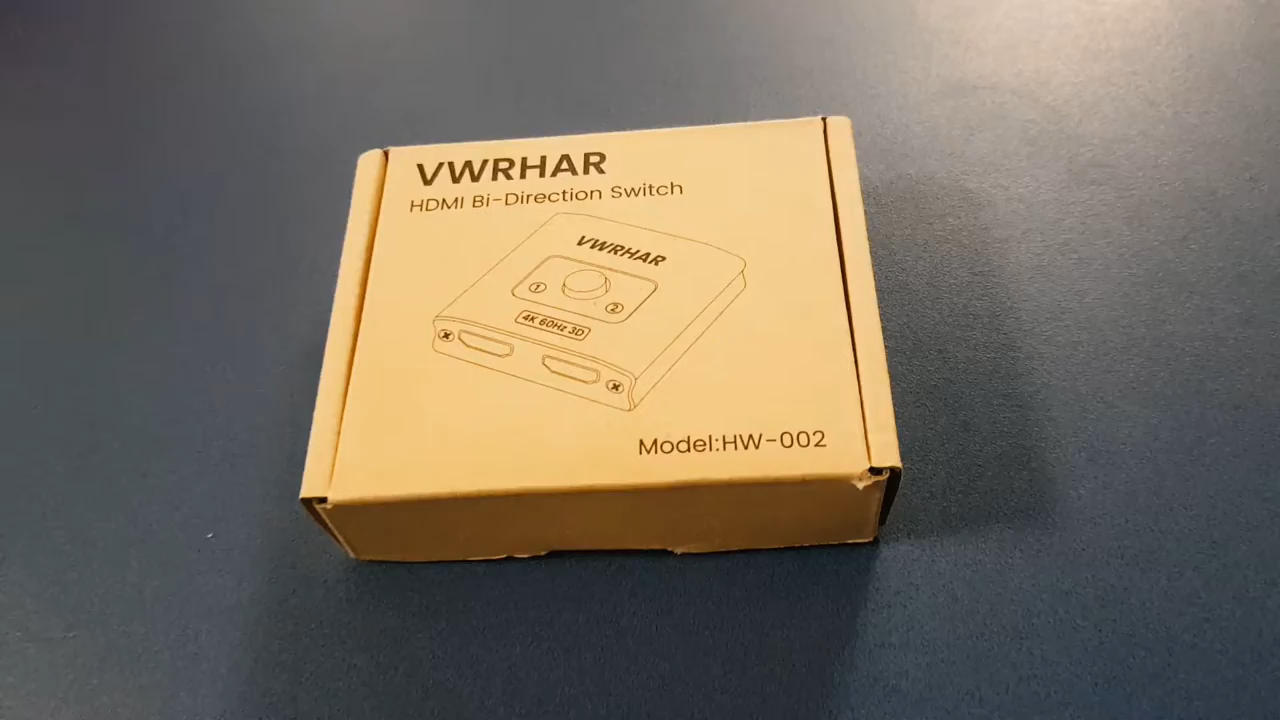 VWRHAR
HDMI Bi-Direction Switch
VWRHAR
1
2
4K 60Hz 3D
Model:HW-002